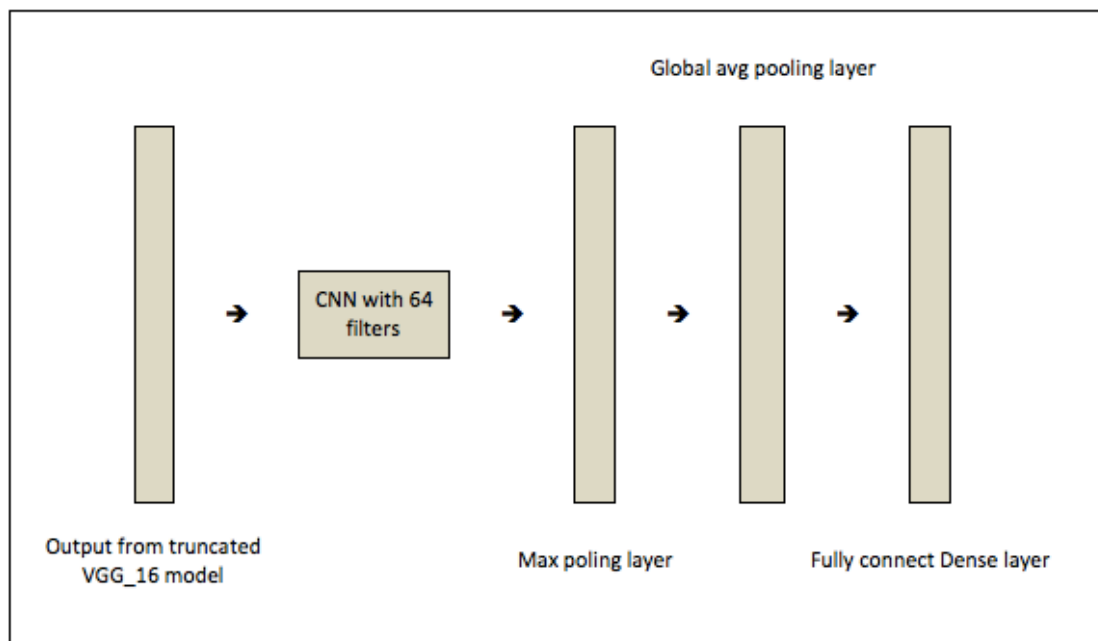 Global avg pooling layer
CNN with 64
filters
Output from truncated
VGG_16 model
Max poling layer
Fully connect Dense layer